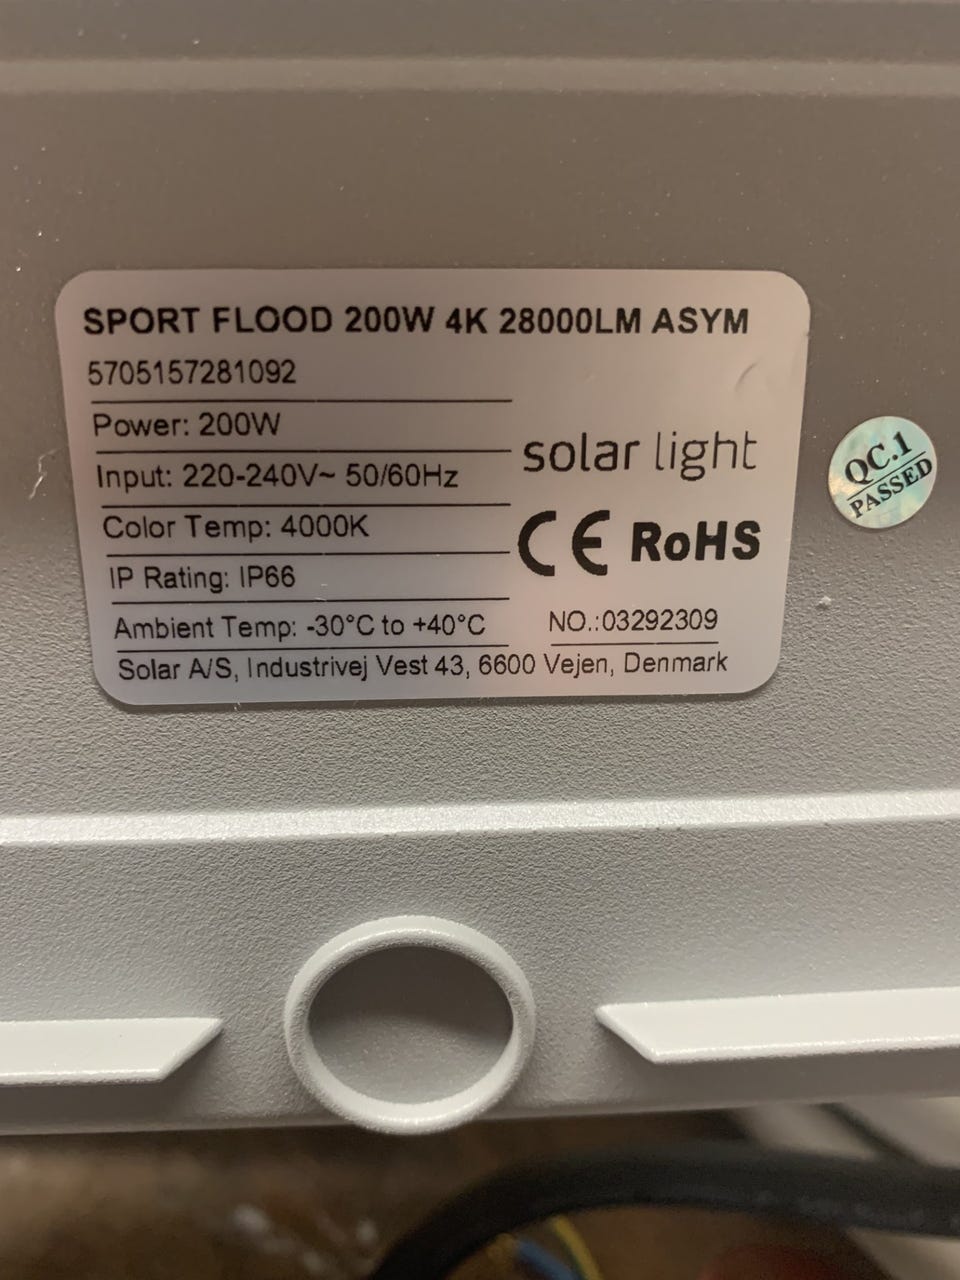 SPORT FLOOD 200W 4K 28000LM ASYM
5705157281092
Power: 200W
Input: 220-240V~ 50/60Hz
Color Temp: 4000K
IP Rating: IP66
Ambient Temp: -30°C to +40°C
solar light
CE RoHS
NO.:03292309
Solar A/S, Industrivej Vest 43, 6600 Vejen, Denmark
QC.1
PASSED